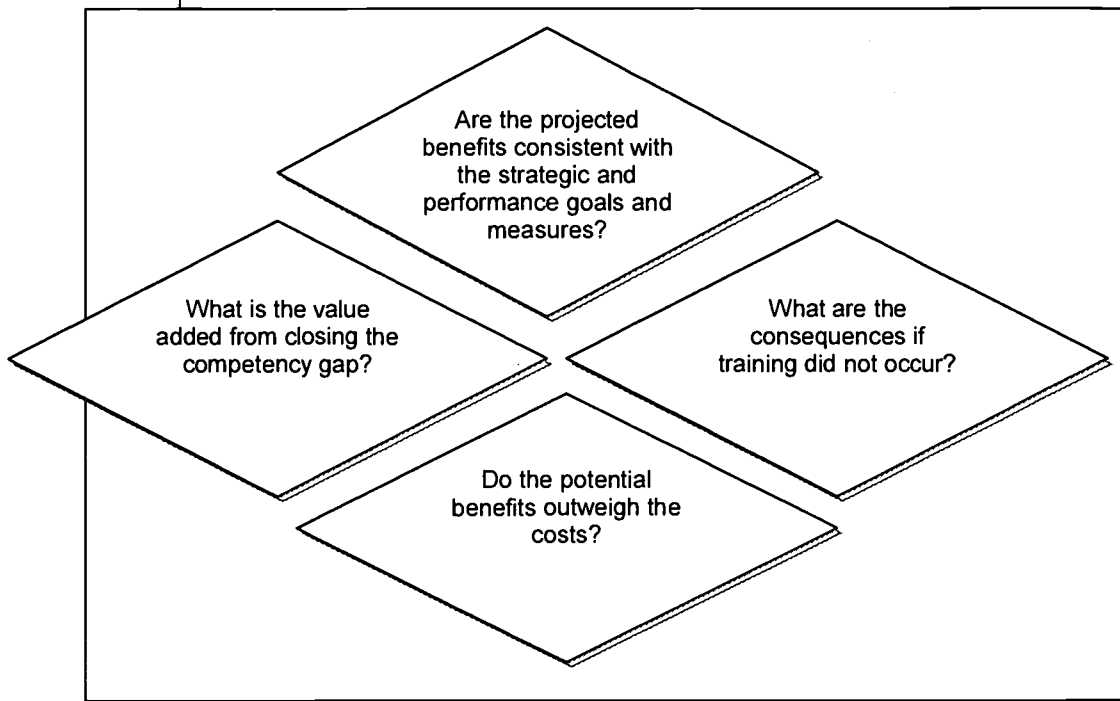 Are the projected
benefits consistent with
the strategic and
performance goals and
measures?
What is the value
added from closing the
competency gap?
What are the
consequences if
training did not occur?
Do the potential
benefits outweigh the
costs?